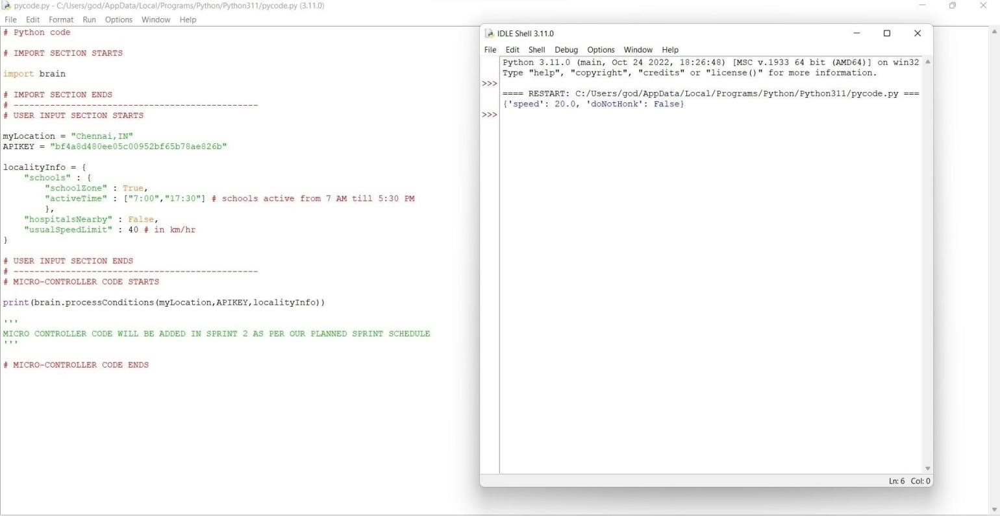 pycode.py - C:/Users/god/AppData/Local/Programs/Python/Python311/pycode.py (3.11.0)
File Edit Format Run Options Window Help
# Python code
# IMPORT SECTION STARTS
import brain
# IMPORT SECTION ENDS
# -----------------------------------------------
# USER INPUT SECTION STARTS
myLocation = "Chennai,IN"
APIKEY = "bf4a8d480ee05c00952bf65b78ae826b"
localityInfo = {
    "schools" : {
        "schoolZone" : True,
        "activeTime" : ["7:00","17:30"] # schools active from 7 AM till 5:30 PM
        },
    "hospitalsNearby" : False,
    "usualSpeedLimit" : 40 # in km/hr
}
# USER INPUT SECTION ENDS
# -----------------------------------------------
# MICRO-CONTROLLER CODE STARTS
print(brain.processConditions(myLocation,APIKEY,localityInfo))
'''
MICRO CONTROLLER CODE WILL BE ADDED IN SPRINT 2 AS PER OUR PLANNED SPRINT SCHEDULE
'''
# MICRO-CONTROLLER CODE ENDS
IDLE Shell 3.11.0
File Edit Shell Debug Options Window Help
Python 3.11.0 (main, Oct 24 2022, 18:26:48) [MSC v.1933 64 bit (AMD64)] on win32
Type "help", "copyright", "credits" or "license()" for more information.
>>>
==== RESTART: C:/Users/god/AppData/Local/Programs/Python/Python311/pycode.py ===
{'speed': 20.0, 'doNotHonk': False}
>>>
Ln: 6 Col: 0